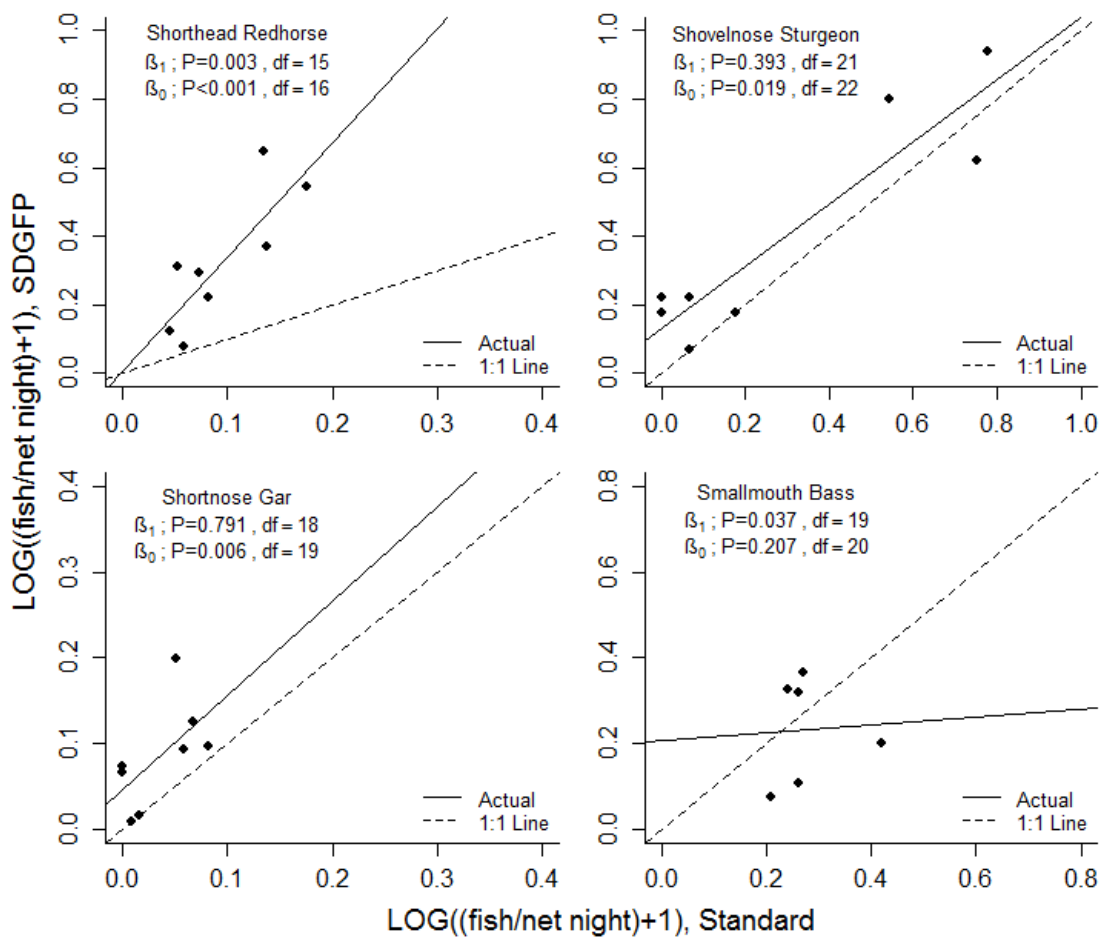 LOG((fish/net night)+1), SDGFP
Shorthead Redhorse
ß₁ ; P=0.003 , df = 15
ß₀ ; P<0.001 , df = 16
1.0
0.8
0.6
0.4
0.2
0.0
Actual
1:1 Line
0.0 0.1 0.2 0.3 0.4
Shovelnose Sturgeon
ß₁ ; P=0.393 , df = 21
ß₀ ; P=0.019 , df = 22
1.0
0.8
0.6
0.4
0.2
0.0
Actual
1:1 Line
0.0 0.2 0.4 0.6 0.8 1.0
Shortnose Gar
ß₁ ; P=0.791 , df = 18
ß₀ ; P=0.006 , df = 19
0.4
0.3
0.2
0.1
0.0
Actual
1:1 Line
0.0 0.1 0.2 0.3 0.4
Smallmouth Bass
ß₁ ; P=0.037 , df = 19
ß₀ ; P=0.207 , df = 20
0.8
0.6
0.4
0.2
0.0
Actual
1:1 Line
0.0 0.2 0.4 0.6 0.8
LOG((fish/net night)+1), Standard